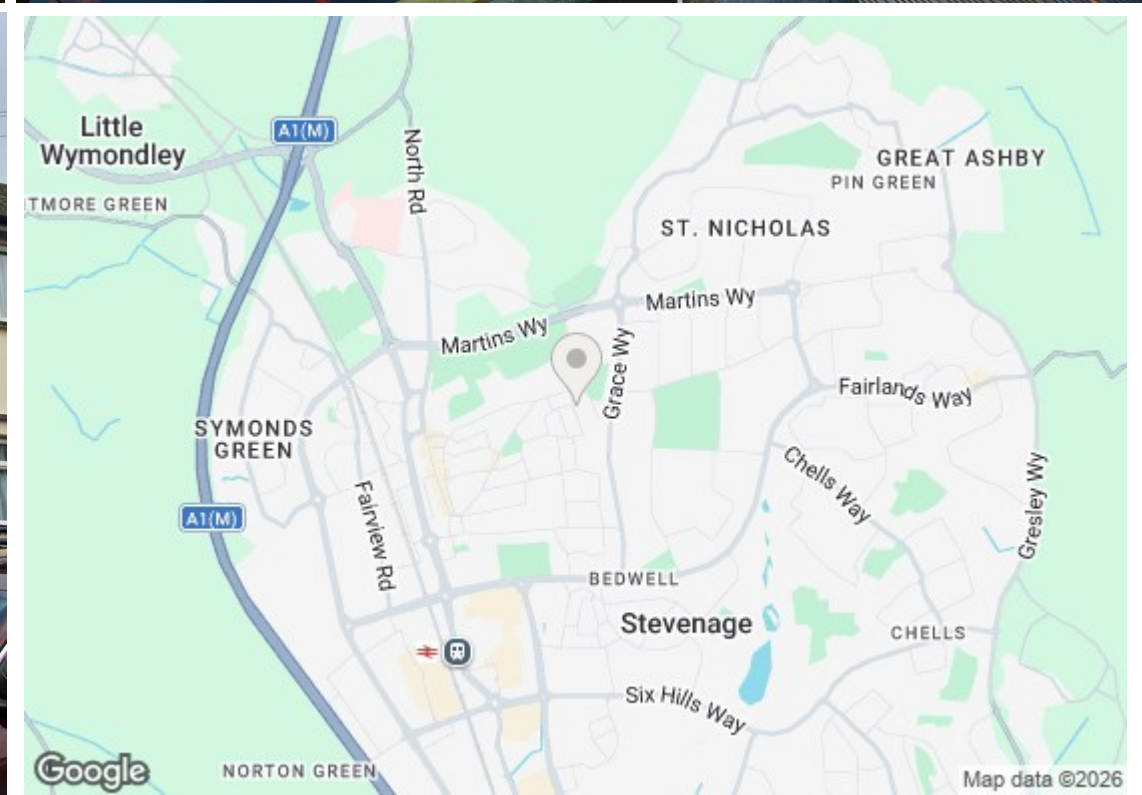 Little
Wymondley
A1(M)
North Rd
GREAT ASHBY
PIN GREEN
TMORE GREEN
ST. NICHOLAS
Martins Wy
Martins Wy
Grace Wy
Fairlands Way
SYMONDS
GREEN
Chells Way
Fairview Rd
A1(M)
Gresley Wy
BEDWELL
Stevenage
CHELLS
Six Hills Way
Google
NORTON GREEN
Map data ©2026